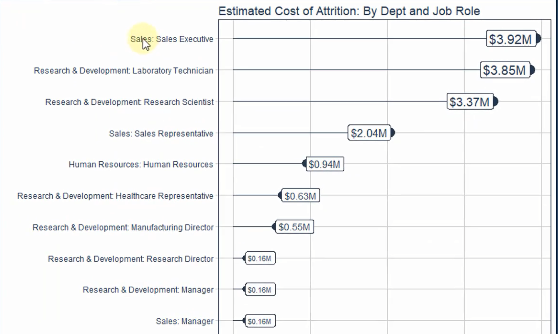 Estimated Cost of Attrition: By Dept and Job Role
Sales: Sales Executive $3.92M
Research & Development: Laboratory Technician $3.85M
Research & Development: Research Scientist $3.37M
Sales: Sales Representative $2.04M
Human Resources: Human Resources $0.94M
Research & Development: Healthcare Representative $0.63M
Research & Development: Manufacturing Director $0.55M
Research & Development: Research Director $0.16M
Research & Development: Manager $0.16M
Sales: Manager $0.16M